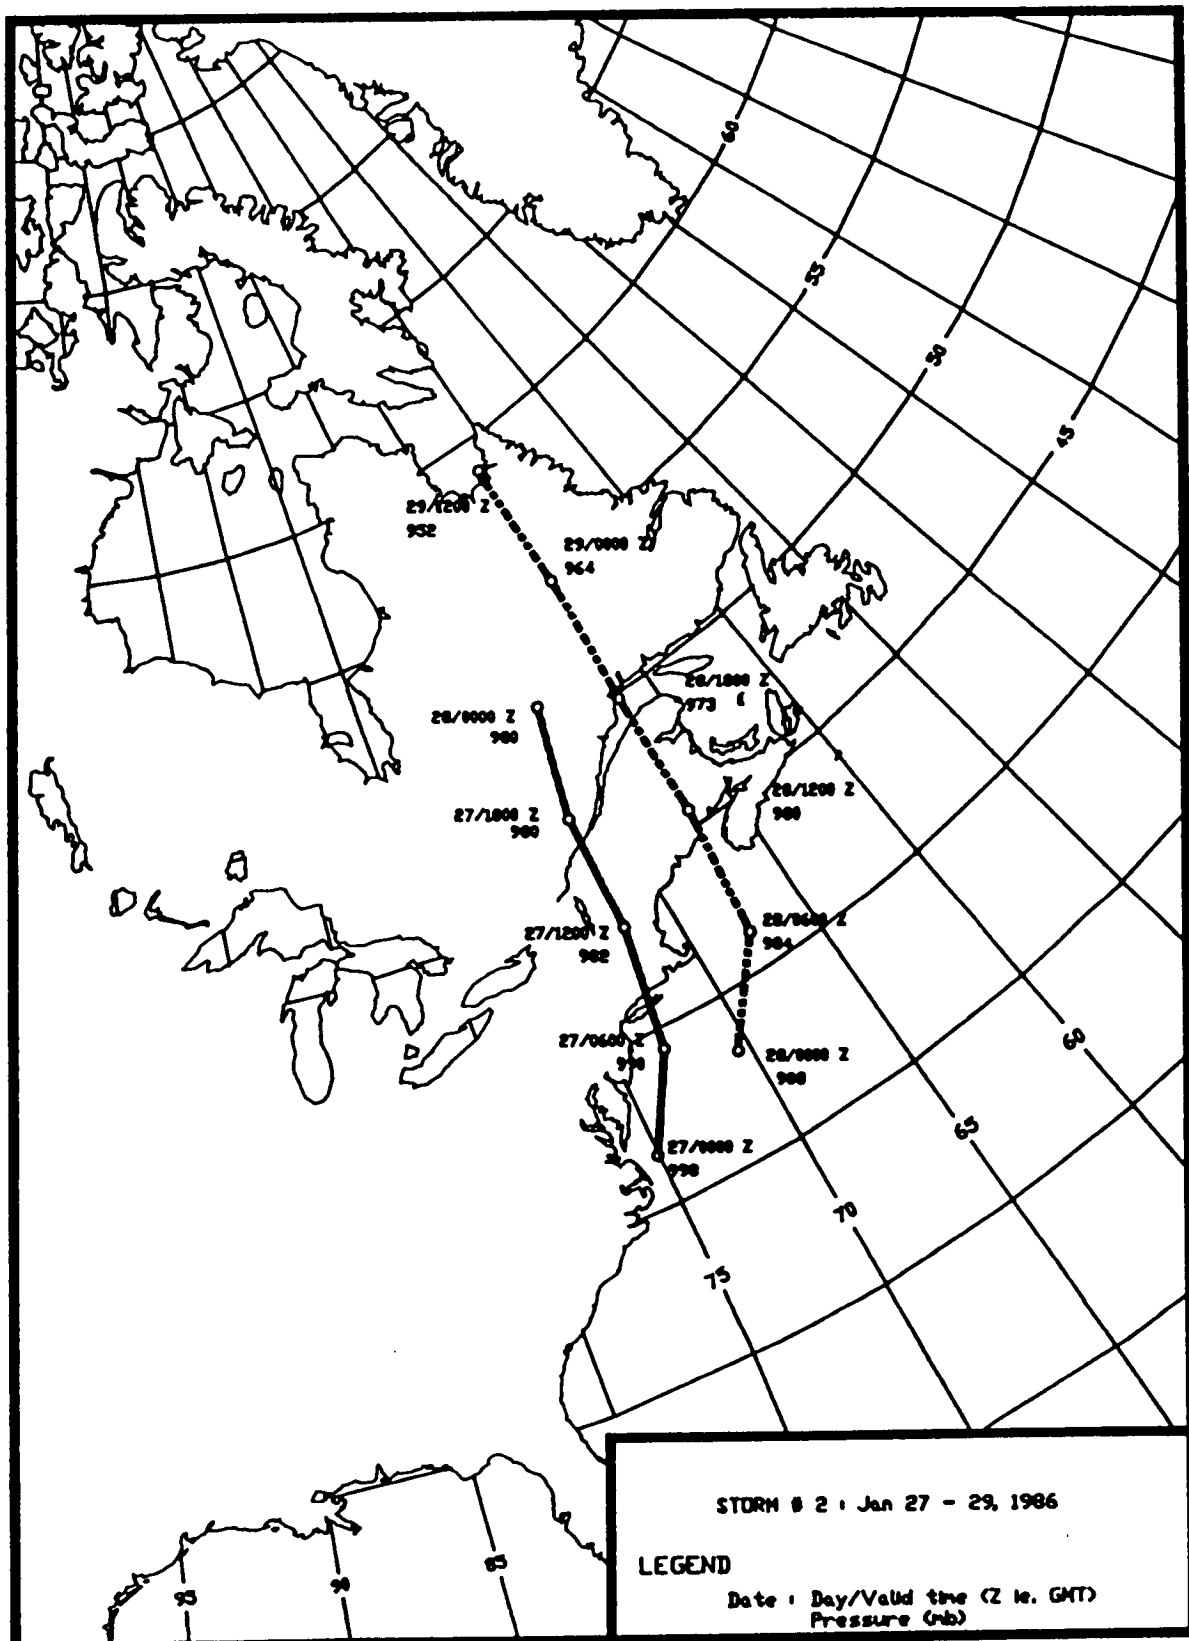 60
55
50
45
29/1200 Z
952
29/0000 Z
964
28/1800 Z
973
28/0000 Z
980
28/1200 Z
980
27/1800 Z
980
28/0600 Z
984
27/1200 Z
982
27/0600 Z
990
28/0000 Z
988
60
65
27/0000 Z
998
70
75
STORM # 2 : Jan 27 - 29, 1986
LEGEND
Date : Day/Valid time (Z ie. GMT)
Pressure (mb)
95
90
85